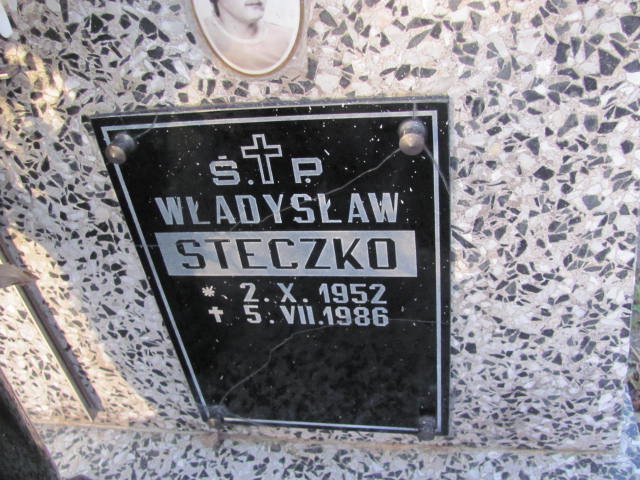 Ś. ✝ P.
WŁADYSŁAW
STECZKO
* 2. X. 1952
✝ 5. VII. 1986